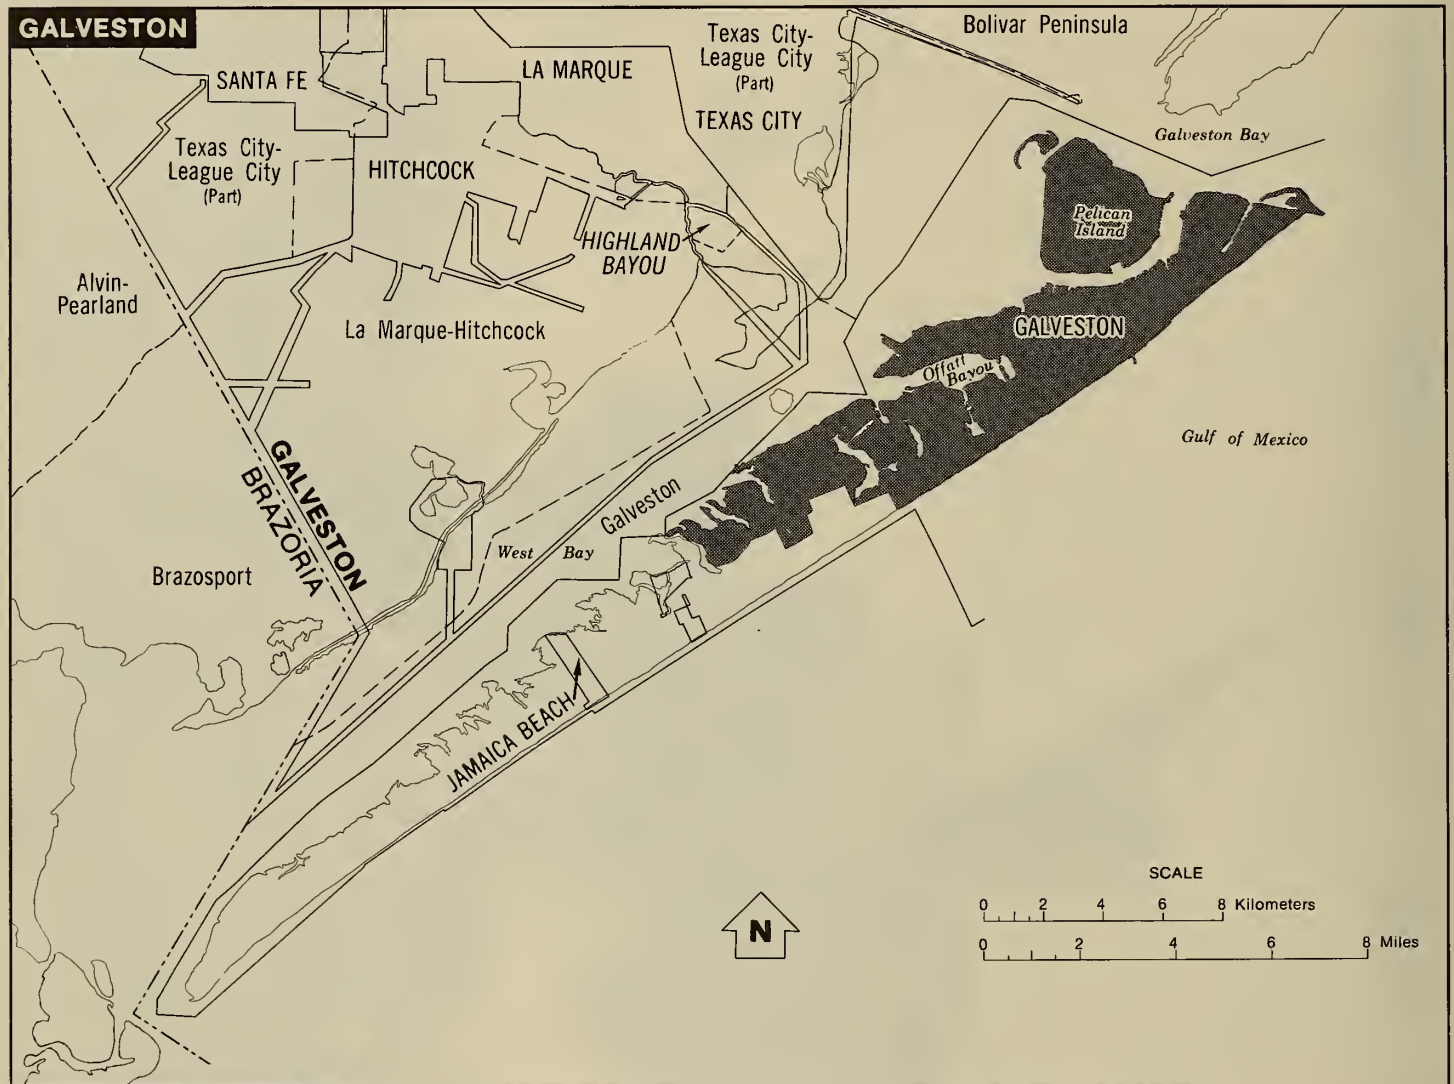 GALVESTON
Bolivar Peninsula
Texas City-
League City
(Part)
LA MARQUE
SANTA FE
TEXAS CITY
Galveston Bay
Texas City-
League City
(Part)
HITCHCOCK
Pelican
Island
HIGHLAND
BAYOU
Alvin-
Pearland
La Marque-Hitchcock
GALVESTON
Offatt
Bayou
Gulf of Mexico
GALVESTON
BRAZORIA
Galveston
West Bay
Brazosport
JAMAICA BEACH
N
SCALE
0 2 4 6 8 Kilometers
0 2 4 6 8 Miles